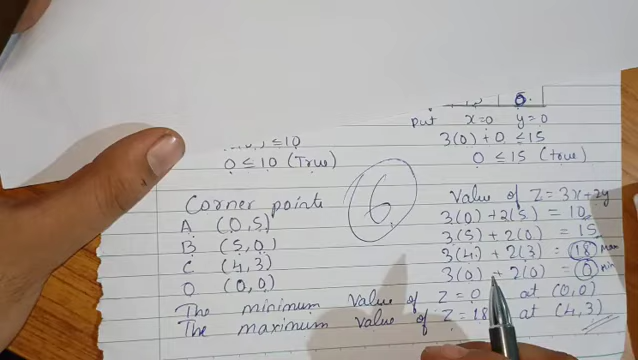 Put x=0 y=0
≤10 3(0)+0 ≤15
0 ≤ 10 (True) 0 ≤ 15 (true)
6
Corner points Value of Z=3x+2y
A (0,5) 3(0)+2(5) = 10
B (5,0) 3(5)+2(0) = 15
C (4,3) 3(4)+2(3) = 18 Max
O (0,0) 3(0)+2(0) = 0 min
The minimum value of Z=0 at (0,0)
The maximum value of Z=18 at (4,3)